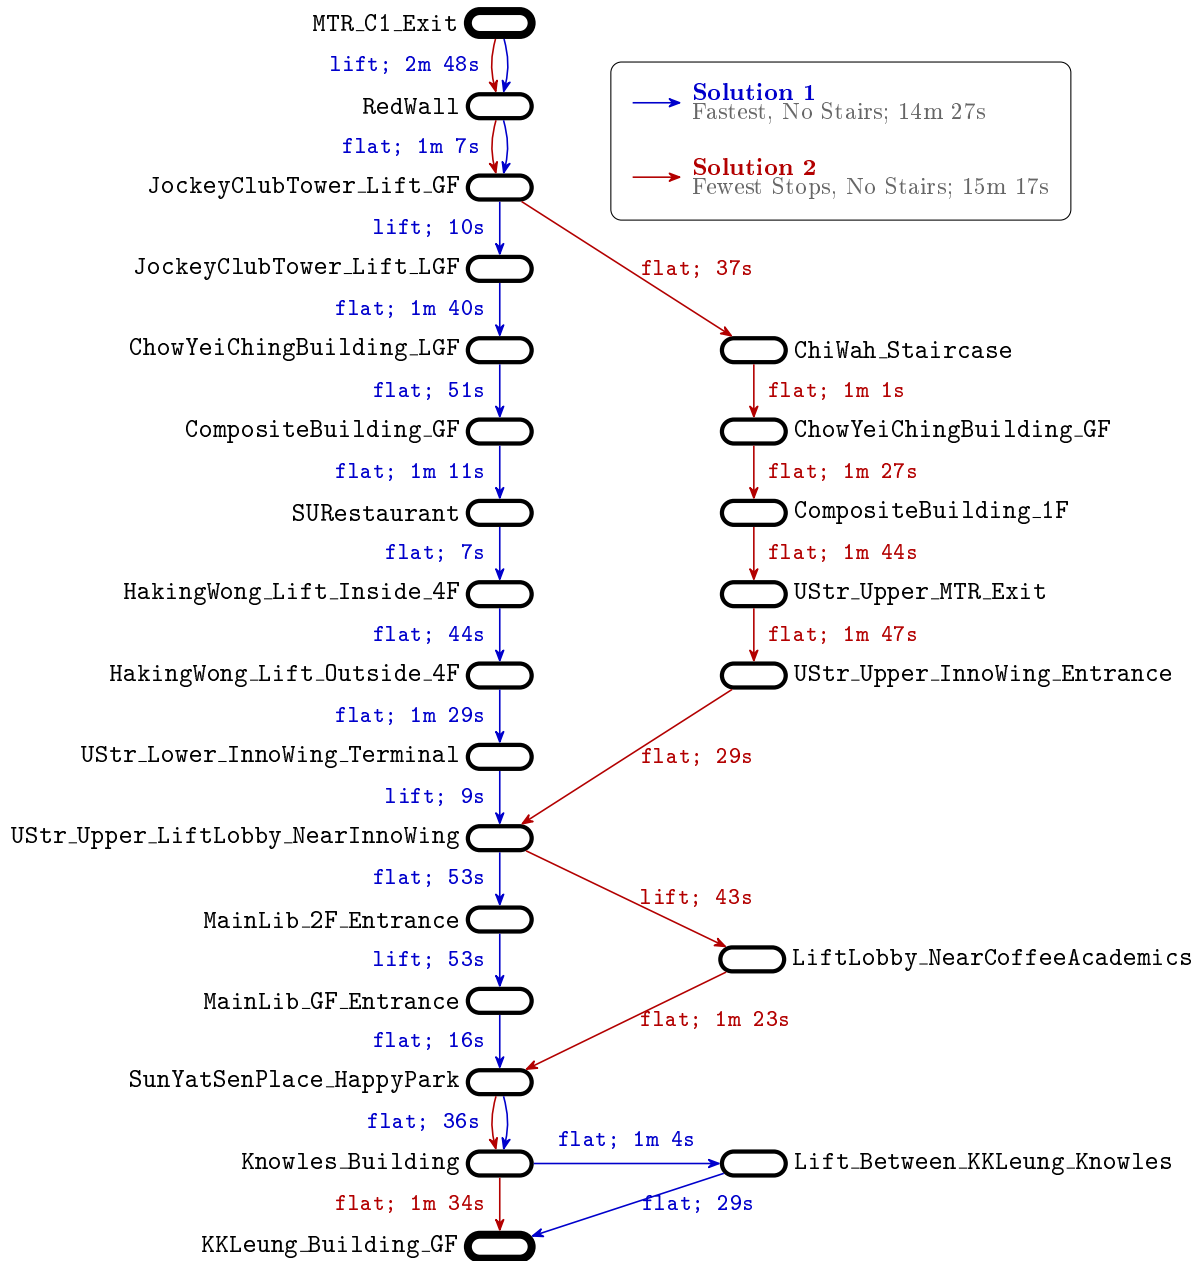 MTR_C1_Exit
lift; 2m 48s
Solution 1
Fastest, No Stairs; 14m 27s
RedWall
flat; 1m 7s
Solution 2
Fewest Stops, No Stairs; 15m 17s
JockeyClubTower_Lift_GF
lift; 10s
flat; 37s
JockeyClubTower_Lift_LGF
flat; 1m 40s
ChowYeiChingBuilding_LGF
ChiWah_Staircase
flat; 51s
flat; 1m 1s
CompositeBuilding_GF
ChowYeiChingBuilding_GF
flat; 1m 11s
flat; 1m 27s
SURestaurant
CompositeBuilding_1F
flat; 7s
flat; 1m 44s
HakingWong_Lift_Inside_4F
UStr_Upper_MTR_Exit
flat; 44s
flat; 1m 47s
HakingWong_Lift_Outside_4F
UStr_Upper_InnoWing_Entrance
flat; 1m 29s
UStr_Lower_InnoWing_Terminal
flat; 29s
lift; 9s
UStr_Upper_LiftLobby_NearInnoWing
flat; 53s
lift; 43s
MainLib_2F_Entrance
lift; 53s
LiftLobby_NearCoffeeAcademics
MainLib_GF_Entrance
flat; 1m 23s
flat; 16s
SunYatSenPlace_HappyPark
flat; 36s
flat; 1m 4s
Knowles_Building
Lift_Between_KKLeung_Knowles
flat; 1m 34s
flat; 29s
KKLeung_Building_GF